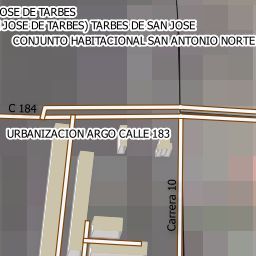 OSE DE TARBES
JOSE DE TARBES) TARBES DE SAN JOSE
CONJUNTO HABITACIONAL SAN ANTONIO NORTE
C 184
URBANIZACION ARGO CALLE 183
Carrera 10